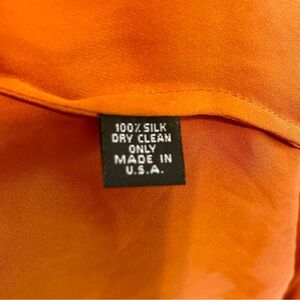 100% SILK
DRY CLEAN
ONLY
MADE IN
U.S.A.